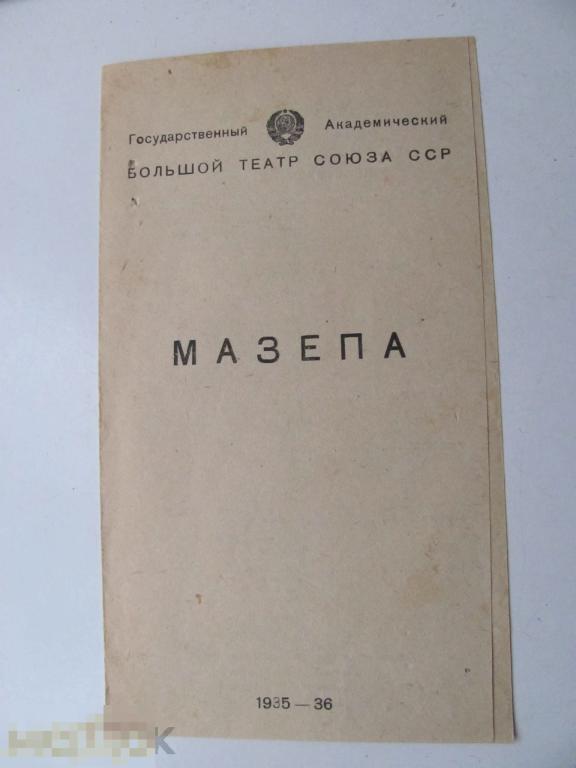 Государственный Академический
БОЛЬШОЙ ТЕАТР СОЮЗА ССР
МАЗЕПА
1935—36